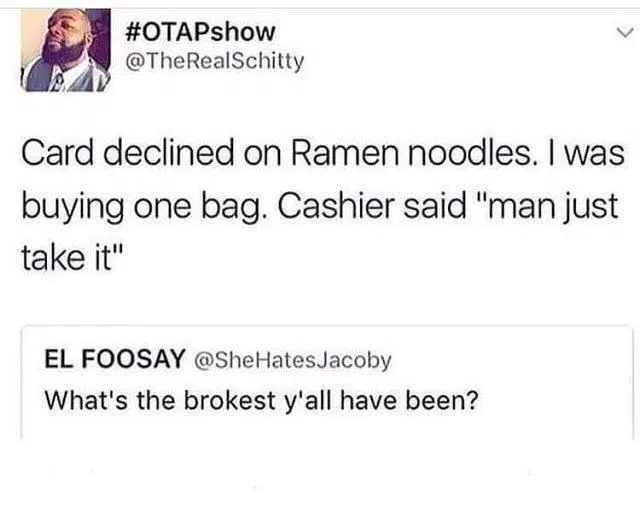 #OTAPshow
@TheRealSchitty
Card declined on Ramen noodles. I was
buying one bag. Cashier said "man just
take it"
EL FOOSAY @SheHatesJacoby
What's the brokest y'all have been?